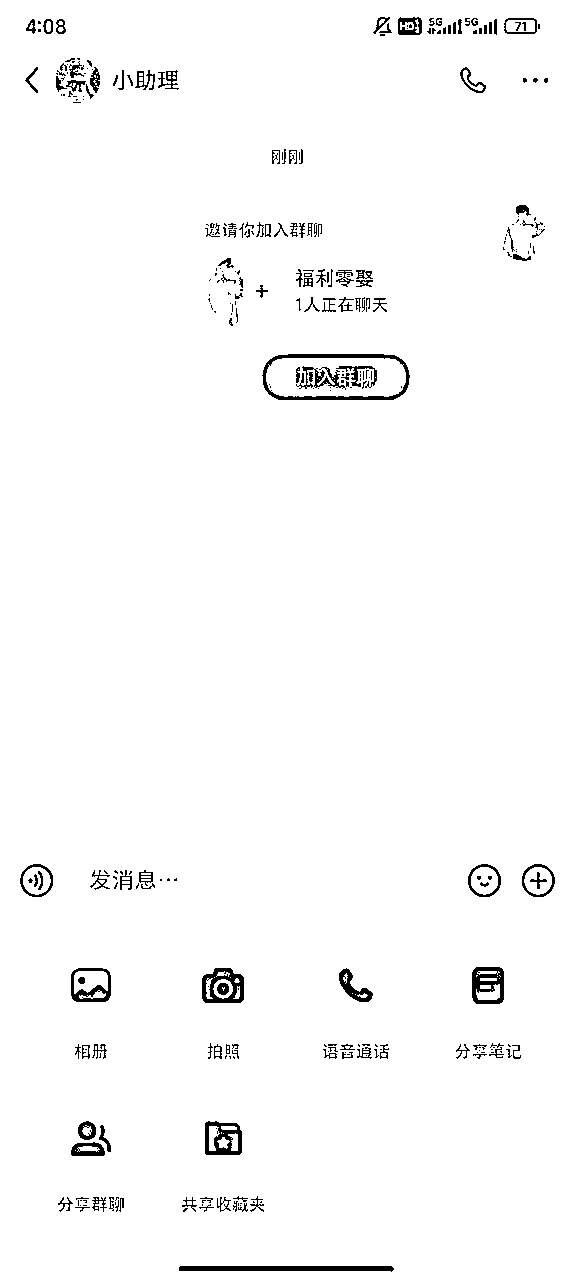 4:08
HD 5G 5G 71
小助理
刚刚
邀请你加入群聊
+ 福利零娶
1人正在聊天
加入群聊
发消息…
相册 拍照 语音通话 分享笔记
分享群聊 共享收藏夹